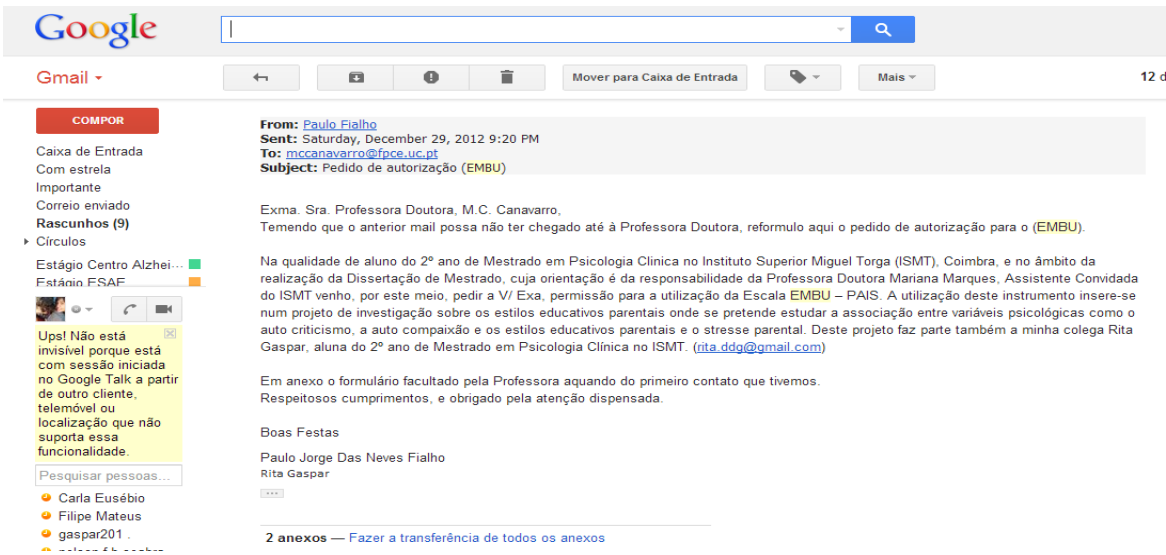 Google
Gmail
Mover para Caixa de Entrada
Mais
12 d
COMPOR
Caixa de Entrada
Com estrela
Importante
Correio enviado
Rascunhos (9)
Círculos
Estágio Centro Alzhei...
Estágio ESAE
Ups! Não está
invisível porque está
com sessão iniciada
no Google Talk a partir
de outro cliente,
telemóvel ou
localização que não
suporta essa
funcionalidade.
Pesquisar pessoas...
Carla Eusébio
Filipe Mateus
gaspar201 .
From: Paulo Fialho
Sent: Saturday, December 29, 2012 9:20 PM
To: mccanavarro@fpce.uc.pt
Subject: Pedido de autorização (EMBU)
Exma. Sra. Professora Doutora, M.C. Canavarro,
Temendo que o anterior mail possa não ter chegado até à Professora Doutora, reformulo aqui o pedido de autorização para o (EMBU).
Na qualidade de aluno do 2º ano de Mestrado em Psicologia Clinica no Instituto Superior Miguel Torga (ISMT), Coimbra, e no âmbito da
realização da Dissertação de Mestrado, cuja orientação é da responsabilidade da Professora Doutora Mariana Marques, Assistente Convidada
do ISMT venho, por este meio, pedir a V/ Exa, permissão para a utilização da Escala EMBU – PAIS. A utilização deste instrumento insere-se
num projeto de investigação sobre os estilos educativos parentais onde se pretende estudar a associação entre variáveis psicológicas como o
auto criticismo, a auto compaixão e os estilos educativos parentais e o stresse parental. Deste projeto faz parte também a minha colega Rita
Gaspar, aluna do 2º ano de Mestrado em Psicologia Clínica no ISMT. (rita.ddg@gmail.com)
Em anexo o formulário facultado pela Professora aquando do primeiro contato que tivemos.
Respeitosos cumprimentos, e obrigado pela atenção dispensada.
Boas Festas
Paulo Jorge Das Neves Fialho
Rita Gaspar
2 anexos — Fazer a transferência de todos os anexos